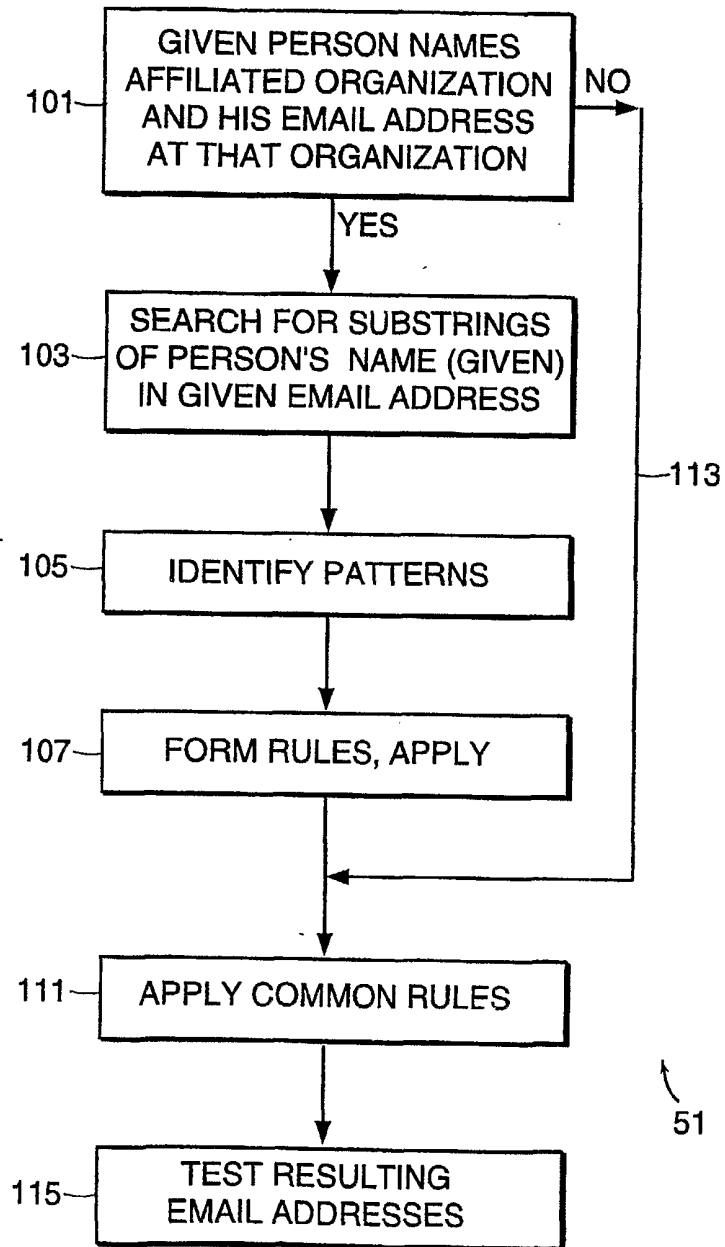 GIVEN PERSON NAMES
AFFILIATED ORGANIZATION
AND HIS EMAIL ADDRESS
AT THAT ORGANIZATION
101
NO
YES
SEARCH FOR SUBSTRINGS
OF PERSON'S NAME (GIVEN)
IN GIVEN EMAIL ADDRESS
103
113
105
IDENTIFY PATTERNS
107
FORM RULES, APPLY
111
APPLY COMMON RULES
51
115
TEST RESULTING
EMAIL ADDRESSES